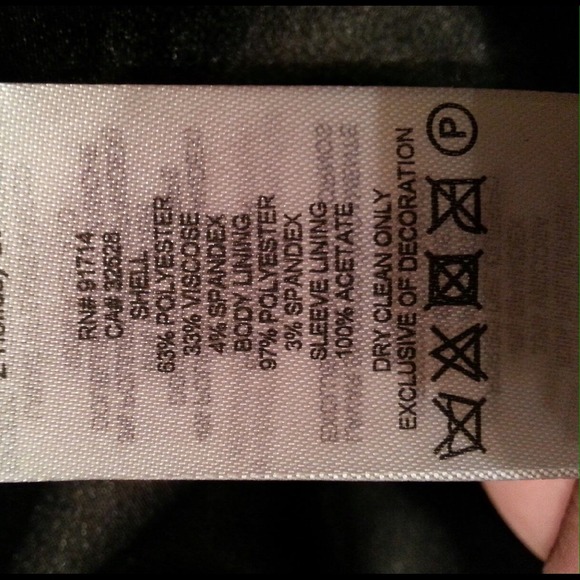 RN# 91714
CA# 32628
SHELL
63% POLYESTER
33% VISCOSE
4% SPANDEX
BODY LINING
97% POLYESTER
3% SPANDEX
SLEEVE LINING
100% ACETATE
DRY CLEAN ONLY
EXCLUSIVE OF DECORATION
P